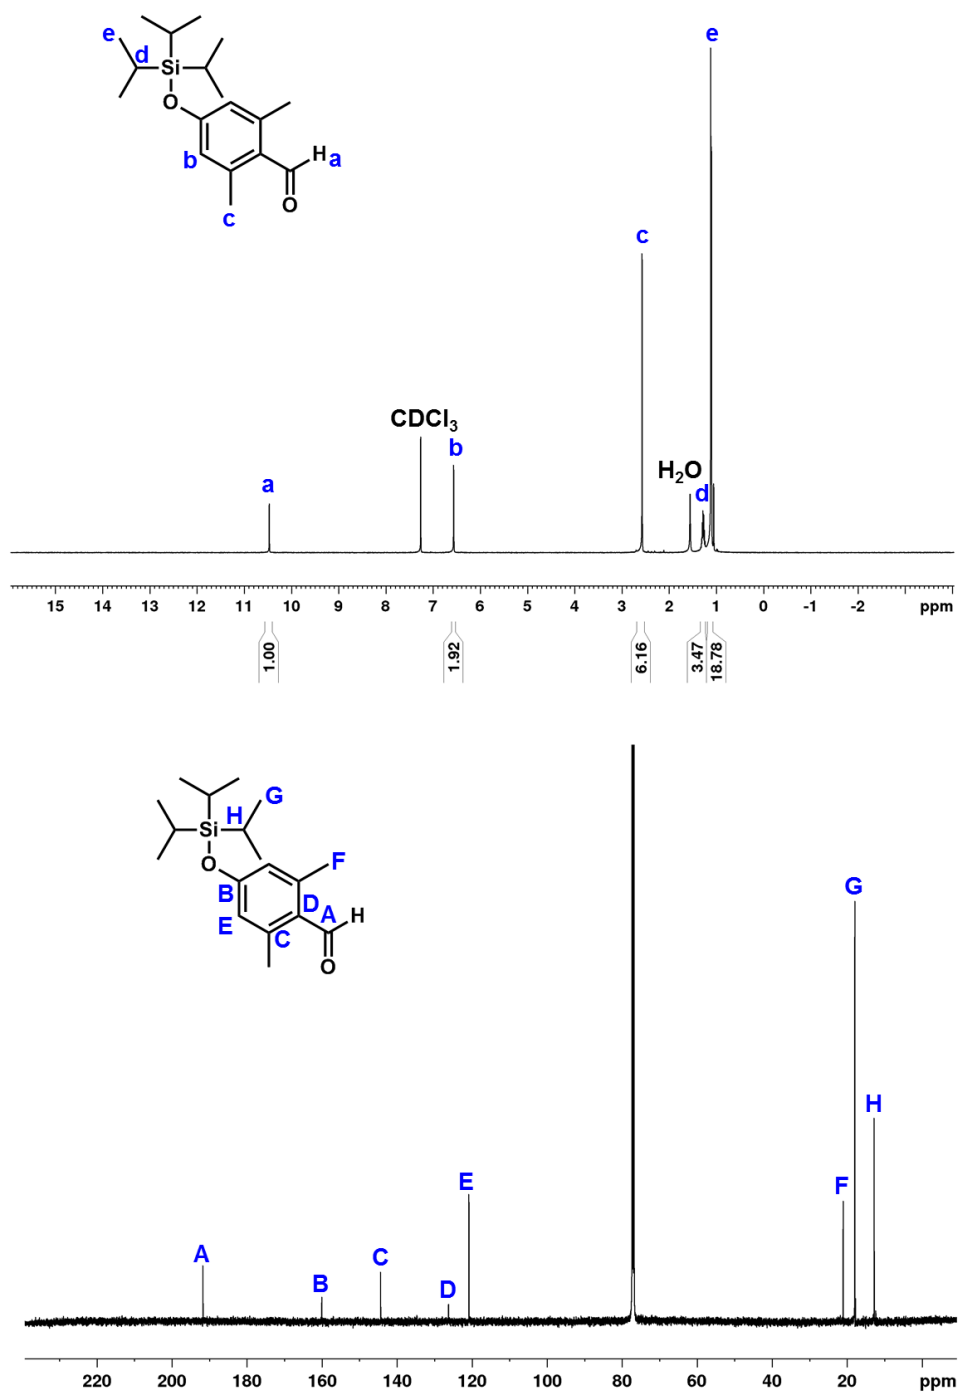 e
e
d
Si
O
b
H a
O
c
c
CDCl₃
b
H₂O
a
d
15 14 13 12 11 10 9 8 7 6 5 4 3 2 1 0 -1 -2 ppm
1.00 1.92 6.16 3.47 18.78
G
H
Si
O
F
G
B
D
A H
E
C
O
H
E
F
A
C
B
D
220 200 180 160 140 120 100 80 60 40 20 ppm